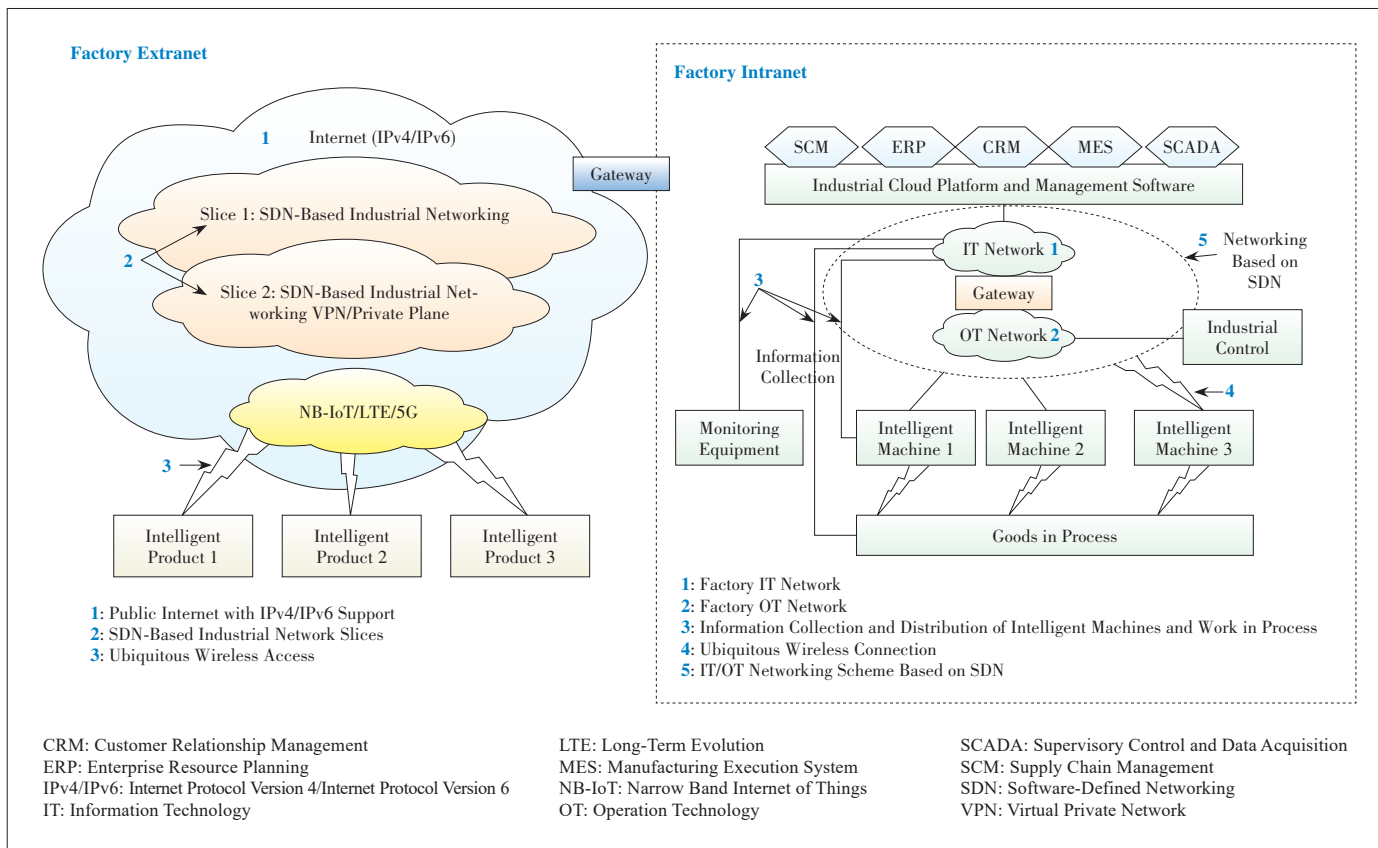 Factory Extranet
1 Internet (IPv4/IPv6)
Gateway
Slice 1: SDN-Based Industrial Networking
2
Slice 2: SDN-Based Industrial Net-
working VPN/Private Plane
NB-IoT/LTE/5G
3
Intelligent
Product 1
Intelligent
Product 2
Intelligent
Product 3
1: Public Internet with IPv4/IPv6 Support
2: SDN-Based Industrial Network Slices
3: Ubiquitous Wireless Access
Factory Intranet
SCM
ERP
CRM
MES
SCADA
Industrial Cloud Platform and Management Software
IT Network 1
5 Networking
Based on
SDN
3
Gateway
OT Network 2
Industrial
Control
Information
Collection
4
Monitoring
Equipment
Intelligent
Machine 1
Intelligent
Machine 2
Intelligent
Machine 3
Goods in Process
1: Factory IT Network
2: Factory OT Network
3: Information Collection and Distribution of Intelligent Machines and Work in Process
4: Ubiquitous Wireless Connection
5: IT/OT Networking Scheme Based on SDN
CRM: Customer Relationship Management
ERP: Enterprise Resource Planning
IPv4/IPv6: Internet Protocol Version 4/Internet Protocol Version 6
IT: Information Technology
LTE: Long-Term Evolution
MES: Manufacturing Execution System
NB-IoT: Narrow Band Internet of Things
OT: Operation Technology
SCADA: Supervisory Control and Data Acquisition
SCM: Supply Chain Management
SDN: Software-Defined Networking
VPN: Virtual Private Network